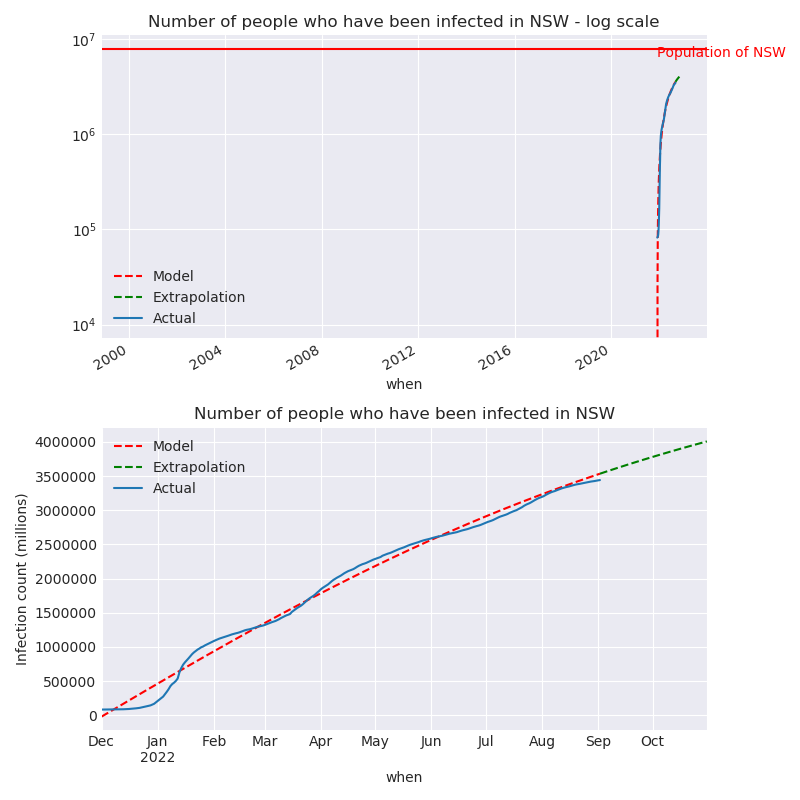 Number of people who have been infected in NSW - log scale
10^7
Population of NSW
10^6
10^5
10^4
Model
Extrapolation
Actual
2000 2004 2008 2012 2016 2020
when
Number of people who have been infected in NSW
Infection count (millions)
4000000
3500000
3000000
2500000
2000000
1500000
1000000
500000
0
Model
Extrapolation
Actual
Dec Jan Feb Mar Apr May Jun Jul Aug Sep Oct
2022
when